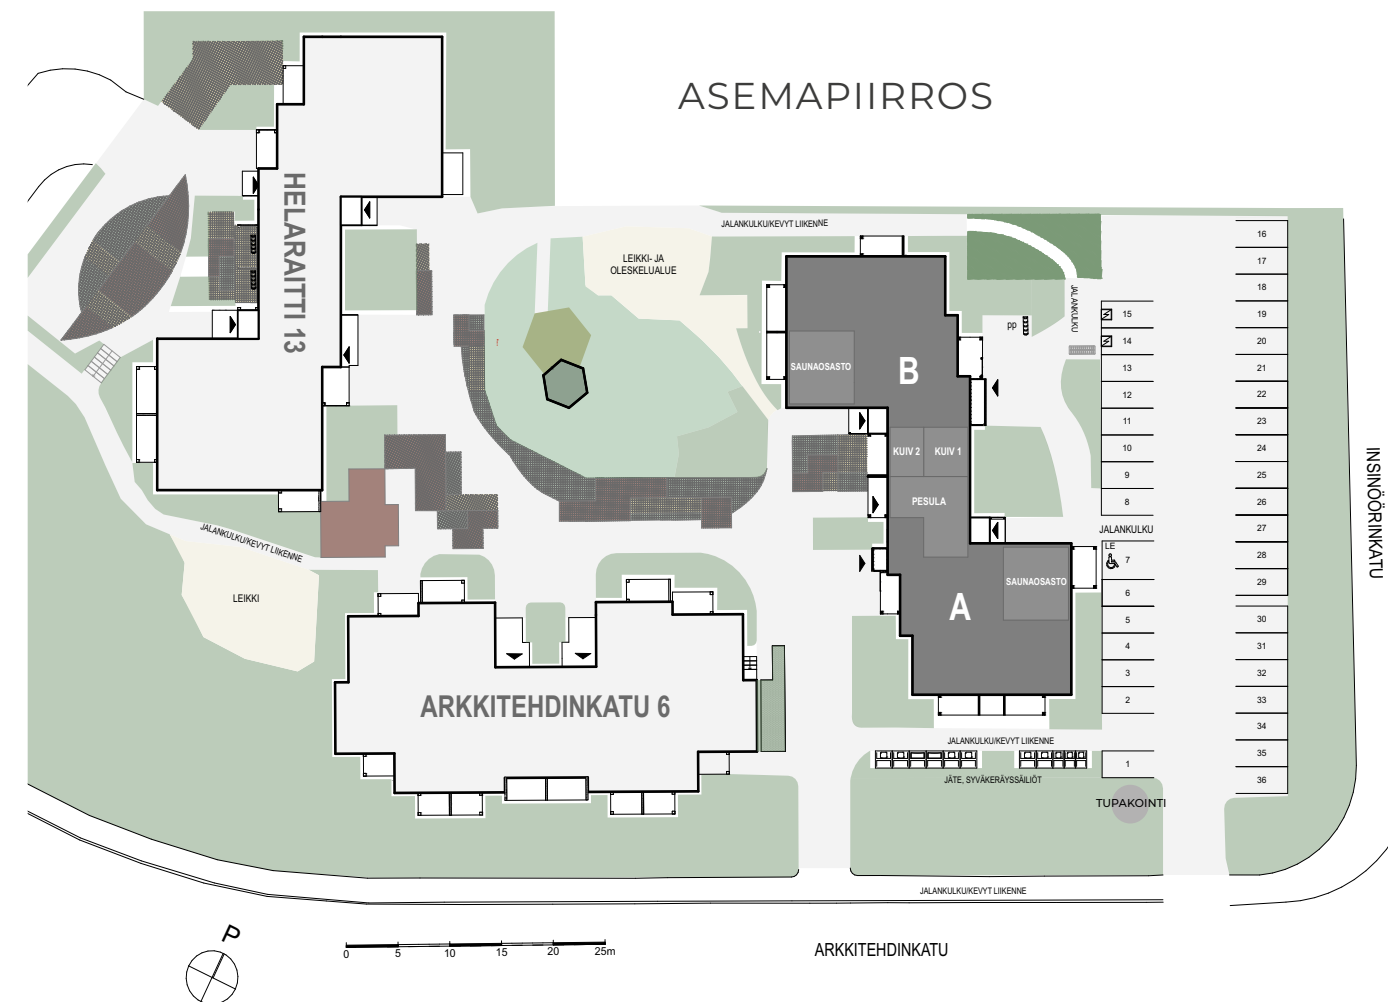 ASEMAPIIRROS
HELARAITTI 13
JALANKULKU/KEVYT LIIKENNE
LEIKKI- JA
OLESKELUALUE
JALANKULKU
pp
SAUNAOSASTO
B
KUIV 2
KUIV 1
PESULA
A
SAUNAOSASTO
15
14
13
12
11
10
9
8
JALANKULKU
LE
7
6
5
4
3
2
1
16
17
18
19
20
21
22
23
24
25
26
27
28
29
30
31
32
33
34
35
36
INSINÖÖRINKATU
JALANKULKU/KEVYT LIIKENNE
LEIKKI
ARKKITEHDINKATU 6
JALANKULKU/KEVYT LIIKENNE
JÄTE, SYVÄKERÄYSSÄILIÖT
TUPAKOINTI
JALANKULKU/KEVYT LIIKENNE
P
0 5 10 15 20 25m
ARKKITEHDINKATU